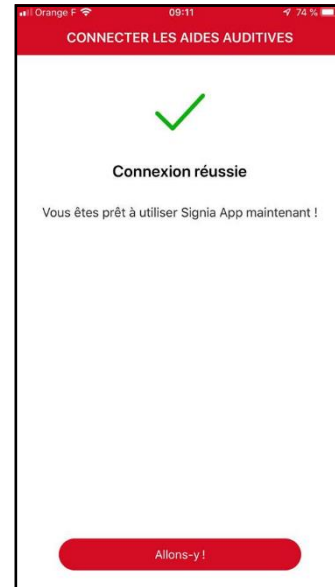 Orange F 09:11 74 %
CONNECTER LES AIDES AUDITIVES
Connexion réussie
Vous êtes prêt à utiliser Signia App maintenant !
Allons-y !